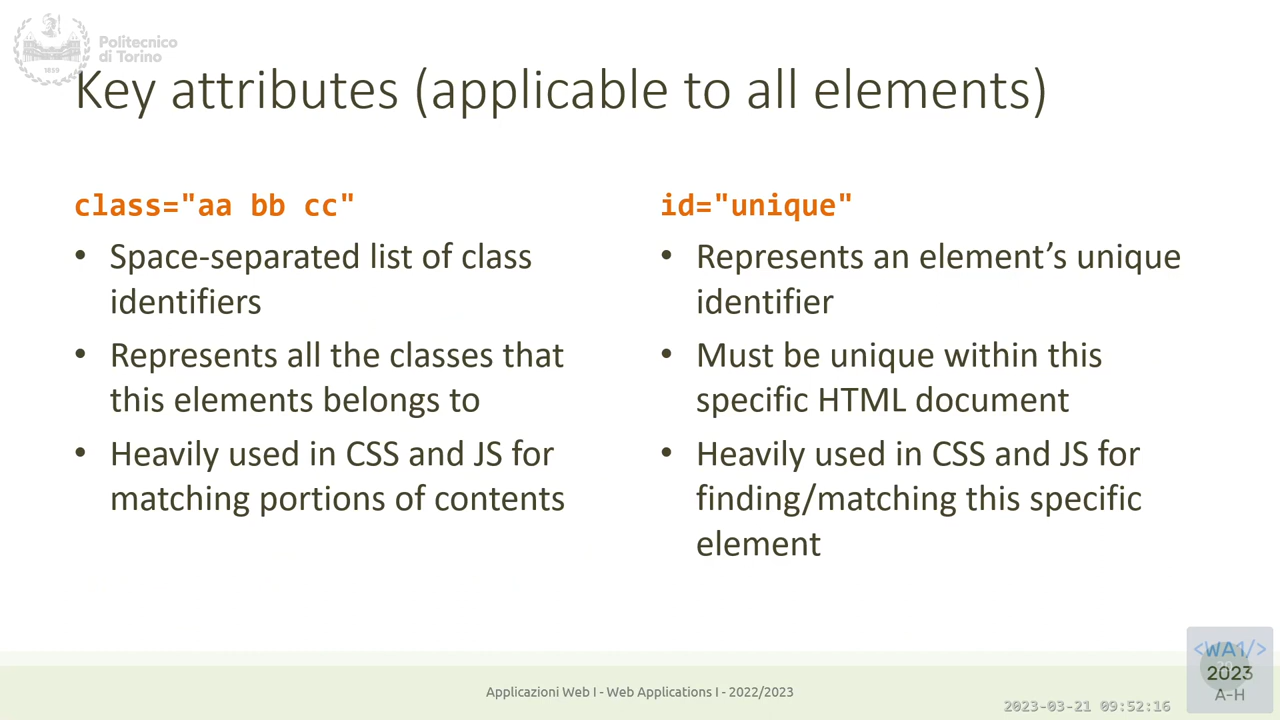 Politecnico
di Torino
1859
Key attributes (applicable to all elements)
class="aa bb cc"
• Space-separated list of class
identifiers
• Represents all the classes that
this elements belongs to
• Heavily used in CSS and JS for
matching portions of contents
id="unique"
• Represents an element’s unique
identifier
• Must be unique within this
specific HTML document
• Heavily used in CSS and JS for
finding/matching this specific
element
Applicazioni Web I - Web Applications I - 2022/2023
2023-03-21 09:52:16
<WA1/>
2023
A-H